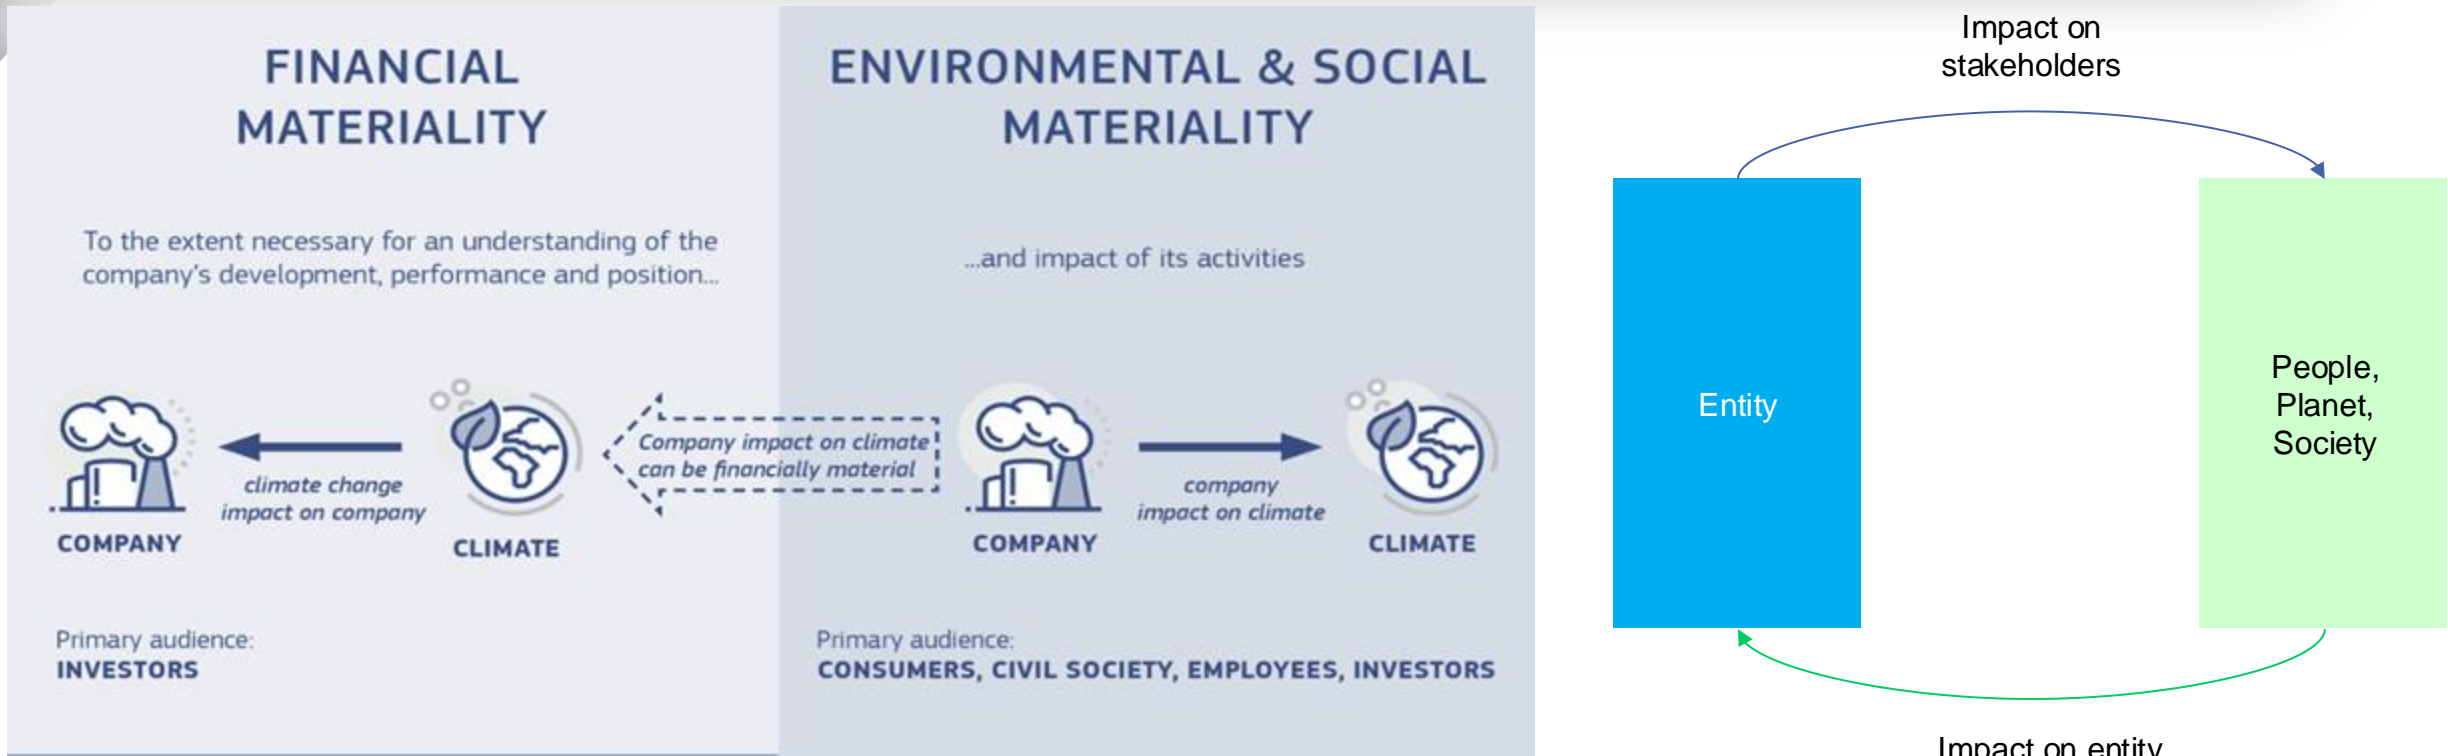 FINANCIAL
MATERIALITY
To the extent necessary for an understanding of the
company's development, performance and position...
climate change
impact on company
COMPANY
CLIMATE
Company impact on climate
can be financially material
Primary audience:
INVESTORS
ENVIRONMENTAL & SOCIAL
MATERIALITY
...and impact of its activities
company
impact on climate
COMPANY
CLIMATE
Primary audience:
CONSUMERS, CIVIL SOCIETY, EMPLOYEES, INVESTORS
Impact on
stakeholders
Entity
People,
Planet,
Society
Impact on entity